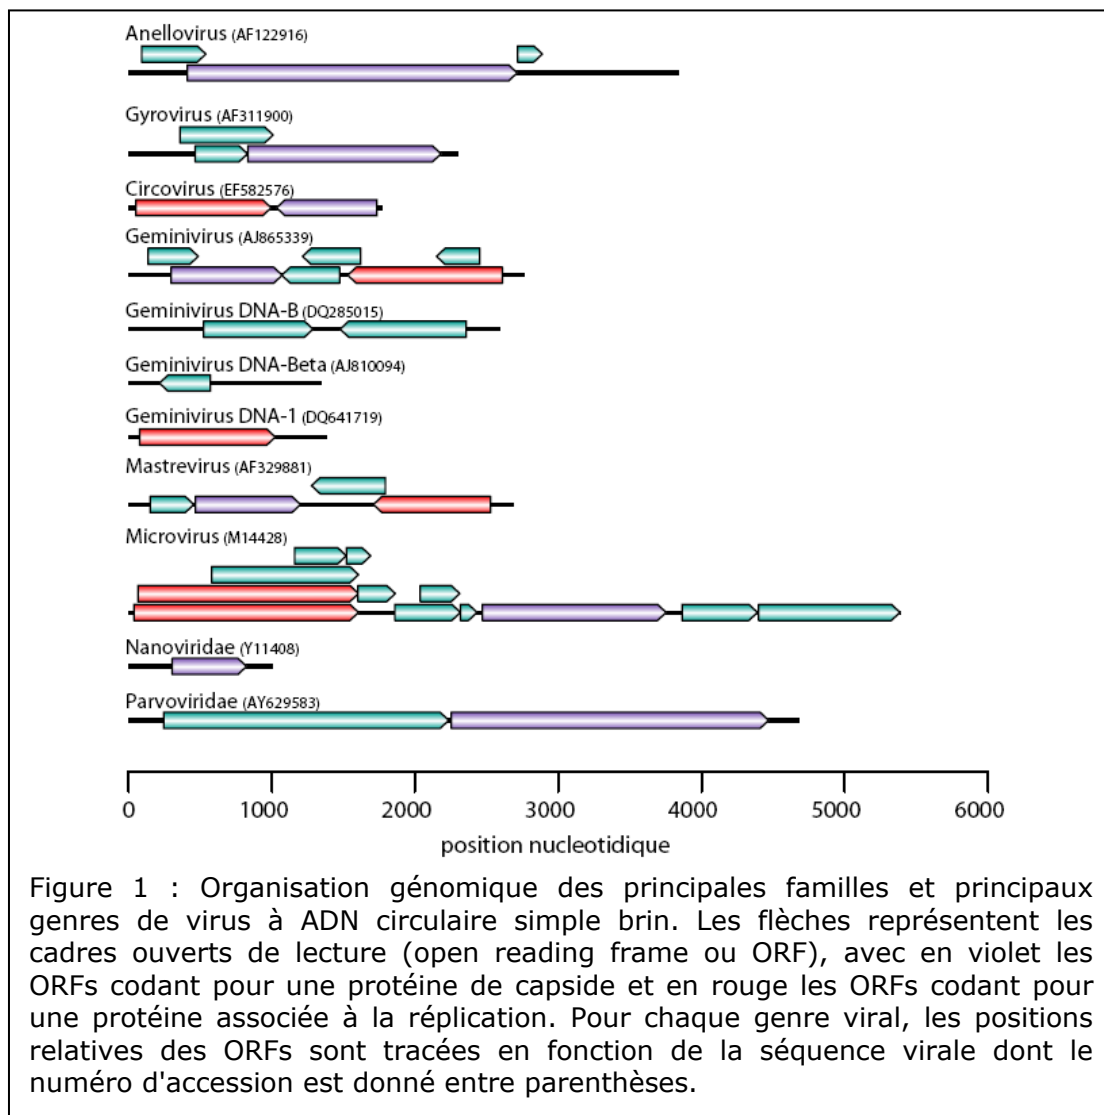 Anellovirus (AF122916)
Gyrovirus (AF311900)
Circovirus (EF582576)
Geminivirus (AJ865339)
Geminivirus DNA-B (DQ285015)
Geminivirus DNA-Beta (AJ810094)
Geminivirus DNA-1 (DQ641719)
Mastrevirus (AF329881)
Microvirus (M14428)
Nanoviridae (Y11408)
Parvoviridae (AY629583)
0 1000 2000 3000 4000 5000 6000
position nucleotidique
Figure 1 : Organisation génomique des principales familles et principaux
genres de virus à ADN circulaire simple brin. Les flèches représentent les
cadres ouverts de lecture (open reading frame ou ORF), avec en violet les
ORFs codant pour une protéine de capside et en rouge les ORFs codant pour
une protéine associée à la réplication. Pour chaque genre viral, les positions
relatives des ORFs sont tracées en fonction de la séquence virale dont le
numéro d'accession est donné entre parenthèses.